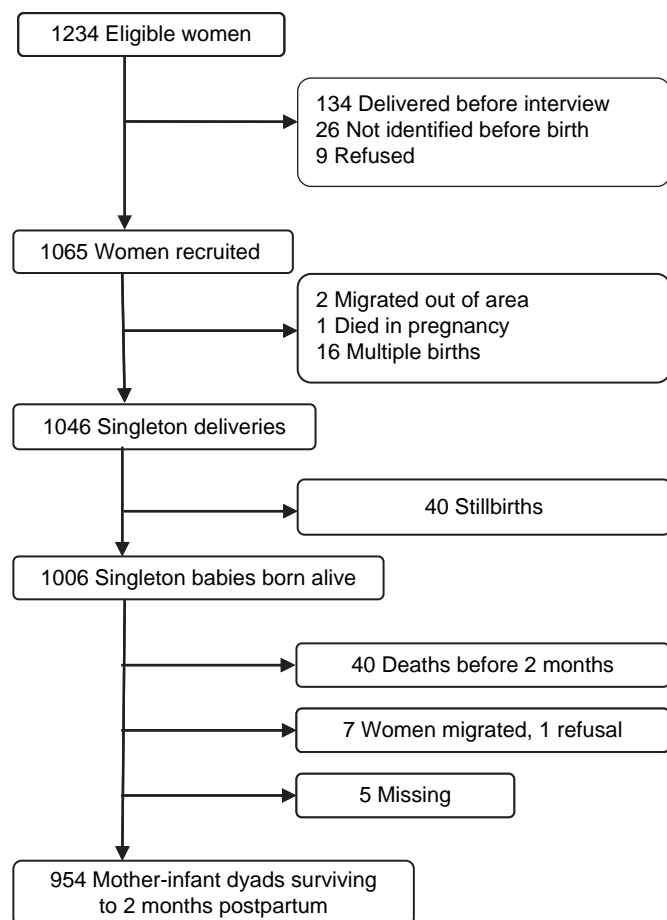 1234 Eligible women
134 Delivered before interview
26 Not identified before birth
9 Refused
1065 Women recruited
2 Migrated out of area
1 Died in pregnancy
16 Multiple births
1046 Singleton deliveries
40 Stillbirths
1006 Singleton babies born alive
40 Deaths before 2 months
7 Women migrated, 1 refusal
5 Missing
954 Mother-infant dyads surviving
to 2 months postpartum